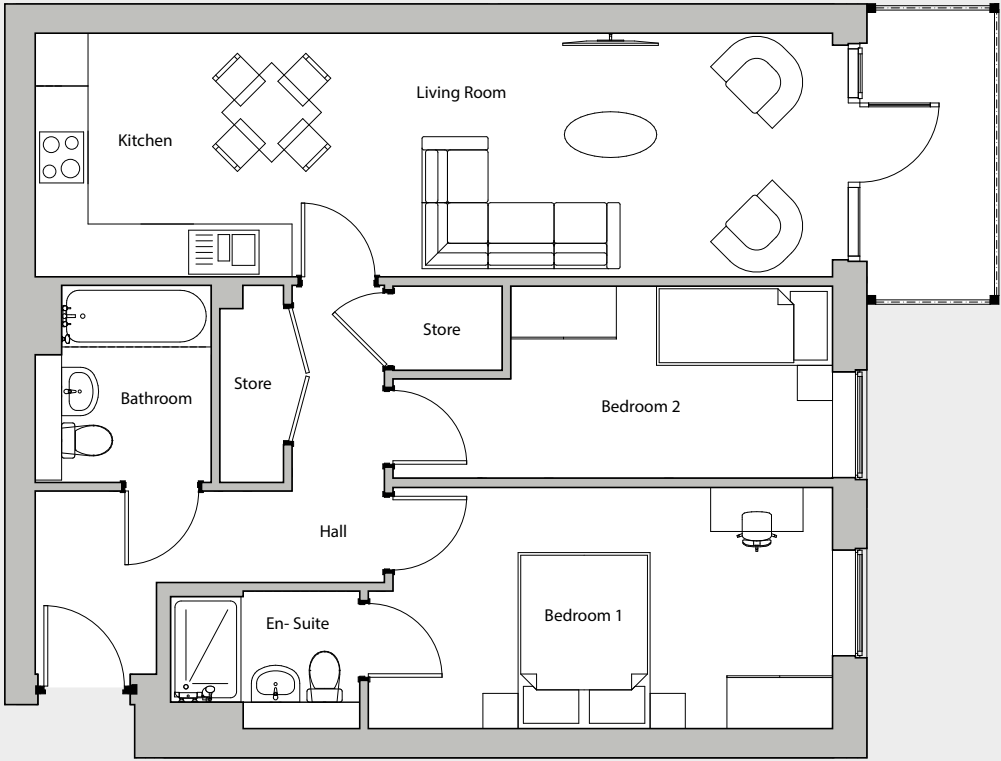 Living Room
Kitchen
Store
Store
Bathroom
Bedroom 2
Hall
En- Suite
Bedroom 1